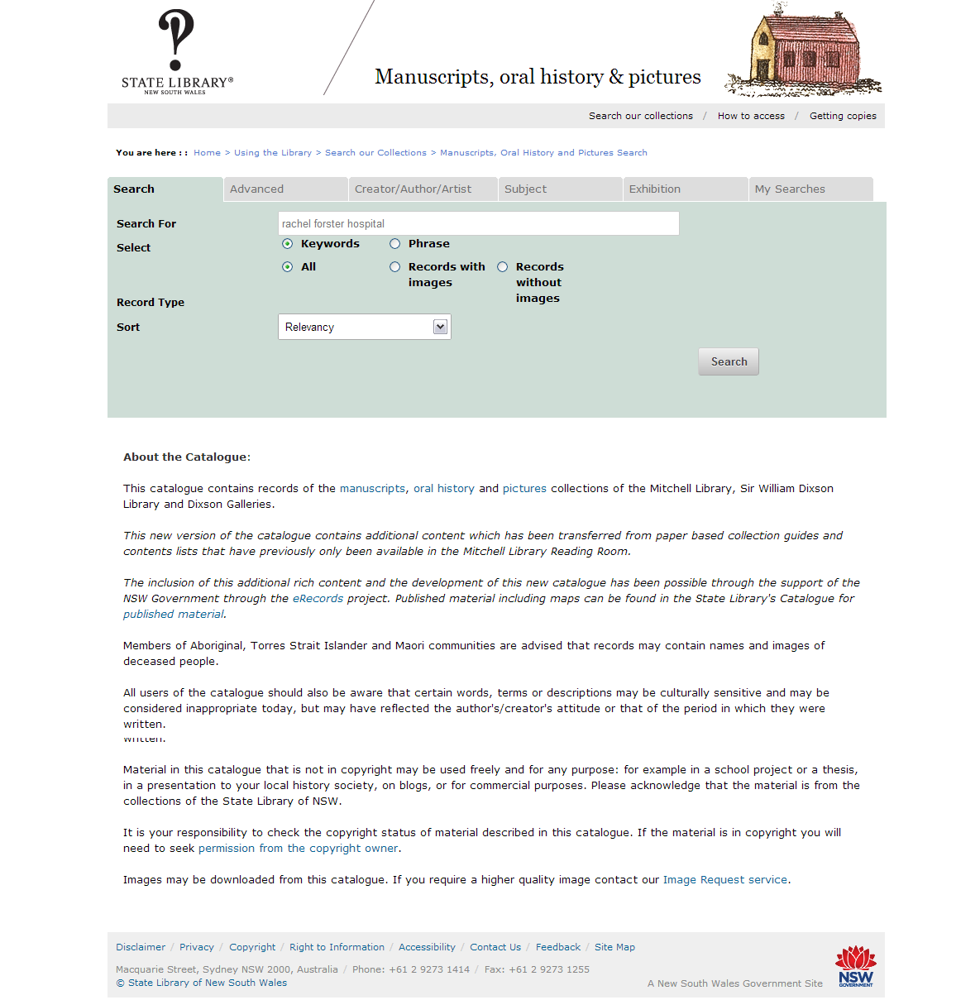 STATE LIBRARY®
NEW SOUTH WALES
Manuscripts, oral history & pictures
Search our collections / How to access / Getting copies
You are here : : Home > Using the Library > Search our Collections > Manuscripts, Oral History and Pictures Search
Search Advanced Creator/Author/Artist Subject Exhibition My Searches
Search For rachel forster hospital
Select Keywords Phrase
All Records with images Records without images
Record Type
Sort Relevancy
Search
About the Catalogue:
This catalogue contains records of the manuscripts, oral history and pictures collections of the Mitchell Library, Sir William Dixson
Library and Dixson Galleries.
This new version of the catalogue contains additional content which has been transferred from paper based collection guides and
contents lists that have previously only been available in the Mitchell Library Reading Room.
The inclusion of this additional rich content and the development of this new catalogue has been possible through the support of the
NSW Government through the eRecords project. Published material including maps can be found in the State Library's Catalogue for
published material.
Members of Aboriginal, Torres Strait Islander and Maori communities are advised that records may contain names and images of
deceased people.
All users of the catalogue should also be aware that certain words, terms or descriptions may be culturally sensitive and may be
considered inappropriate today, but may have reflected the author's/creator's attitude or that of the period in which they were
written.
written.
Material in this catalogue that is not in copyright may be used freely and for any purpose: for example in a school project or a thesis,
in a presentation to your local history society, on blogs, or for commercial purposes. Please acknowledge that the material is from the
collections of the State Library of NSW.
It is your responsibility to check the copyright status of material described in this catalogue. If the material is in copyright you will
need to seek permission from the copyright owner.
Images may be downloaded from this catalogue. If you require a higher quality image contact our Image Request service.
Disclaimer / Privacy / Copyright / Right to Information / Accessibility / Contact Us / Feedback / Site Map
Macquarie Street, Sydney NSW 2000, Australia / Phone: +61 2 9273 1414 / Fax: +61 2 9273 1255
© State Library of New South Wales
A New South Wales Government Site
NSW
GOVERNMENT